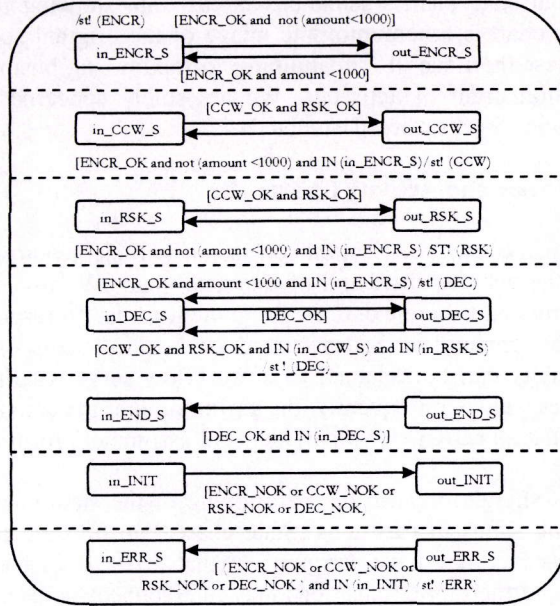 /st! (ENCR) [ENCR_OK and not (amount<1000)]
in_ENCR_S out_ENCR_S
[ENCR_OK and amount <1000]
[CCW_OK and RSK_OK]
in_CCW_S out_CCW_S
[ENCR_OK and not (amount <1000) and IN (in_ENCR_S)/st! (CCW)
[CCW_OK and RSK_OK]
in_RSK_S out_RSK_S
[ENCR_OK and not (amount <1000) and IN (in_ENCR_S) /ST! (RSK)
[ENCR_OK and amount <1000 and IN (in_ENCR_S) /st! (DEC)
in_DEC_S [DEC_OK] out_DEC_S
[CCW_OK and RSK_OK and IN (in_CCW_S) and IN (in_RSK_S)
/st ! (DEC)
in_END_S out_END_S
[DEC_OK and IN (in_DEC_S)]
in_INIT out_INIT
[ENCR_NOK or CCW_NOK or
RSK_NOK or DEC_NOK]
in_ERR_S out_ERR_S
[ (ENCR_NOK or CCW_NOK or
RSK_NOK or DEC_NOK ) and IN (in_INIT) st! (ERR)